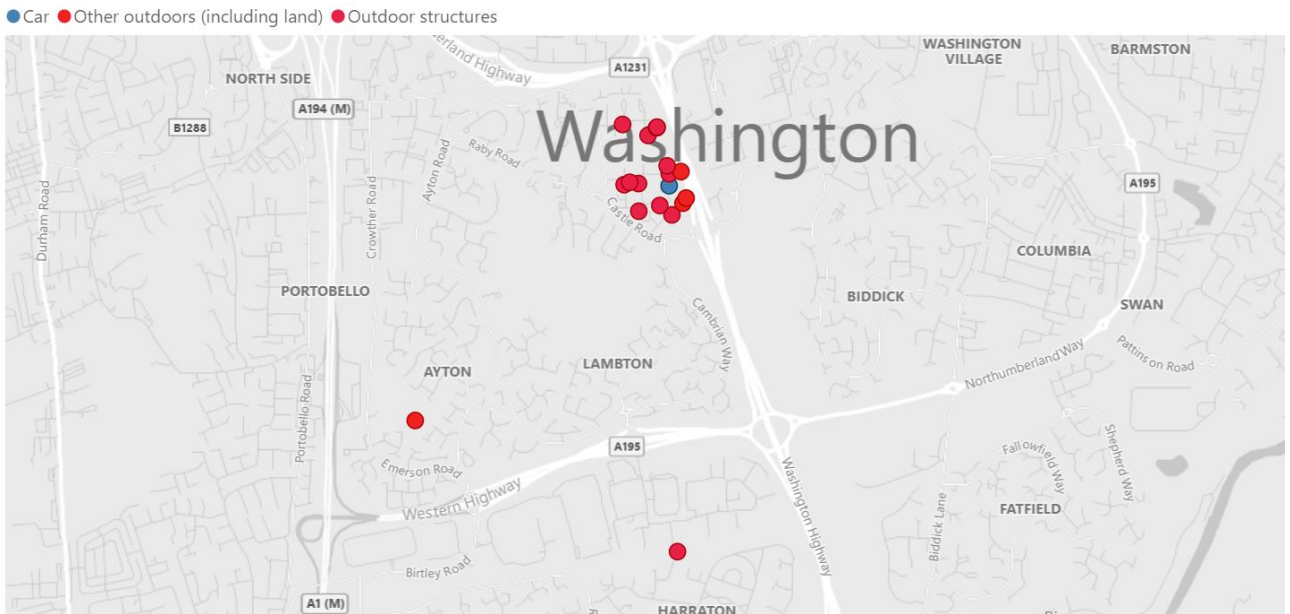 Car Other outdoors (including land) Outdoor structures
WASHINGTON
VILLAGE
BARMSTON
erland Highway
A1231
NORTH SIDE
A194 (M)
B1288
Washington
Raby Road
Ayton Road
A195
Durham Road
Crowther Road
Castle Road
COLUMBIA
PORTOBELLO
BIDDICK
SWAN
Cambrian Way
Northumberland Way
Pattinson Road
LAMBTON
AYTON
Portobello Road
A195
Emerson Road
Fallowfield Way
Shepherd Way
Western Highway
Washington Highway
Biddick Lane
FATFIELD
Birtley Road
A1 (M)
HARRATON